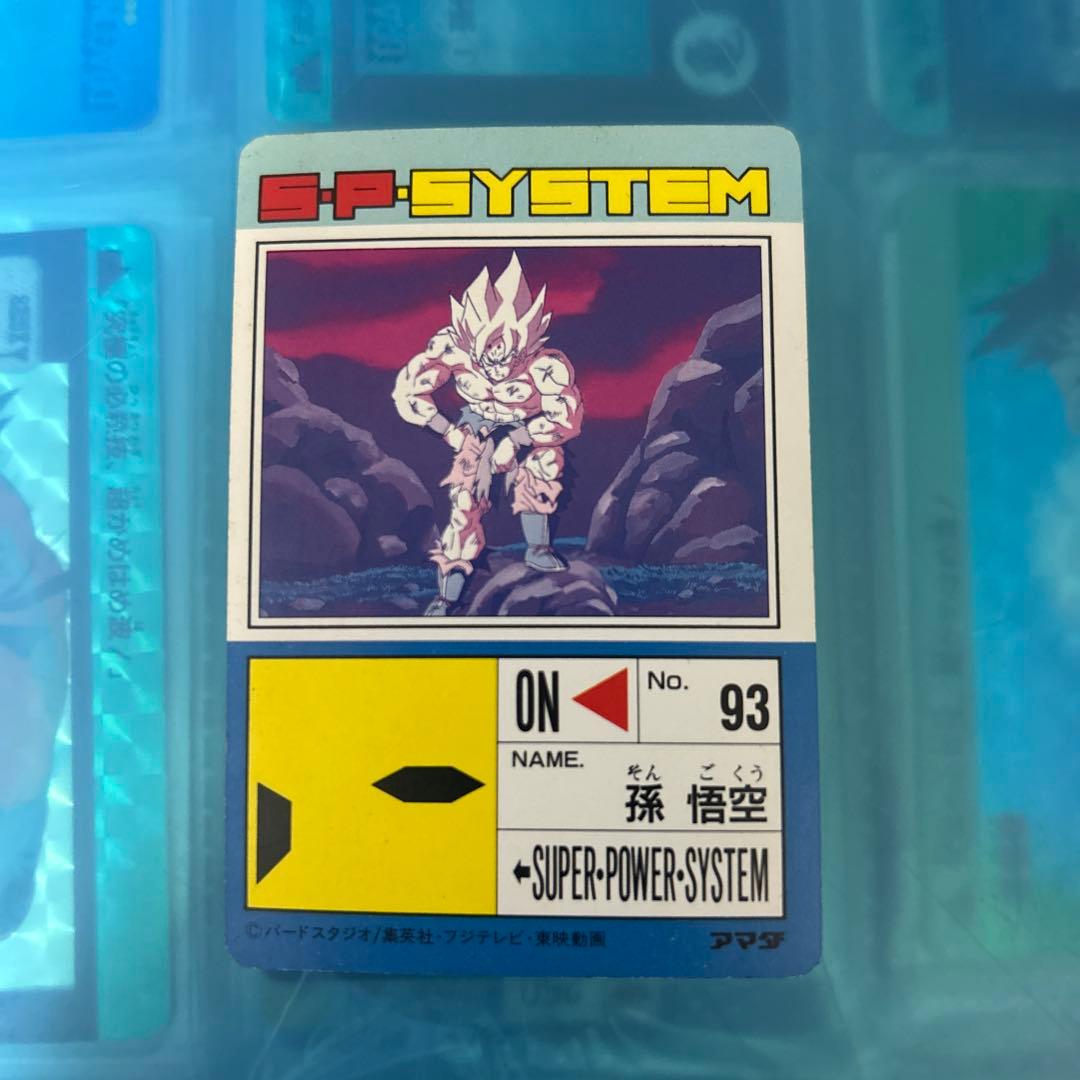 S・P・SYSTEM
ON
No.
93
NAME.
そん ご くう
孫 悟空
←SUPER・POWER・SYSTEM
©バードスタジオ/集英社・フジテレビ・東映動画
アマダ